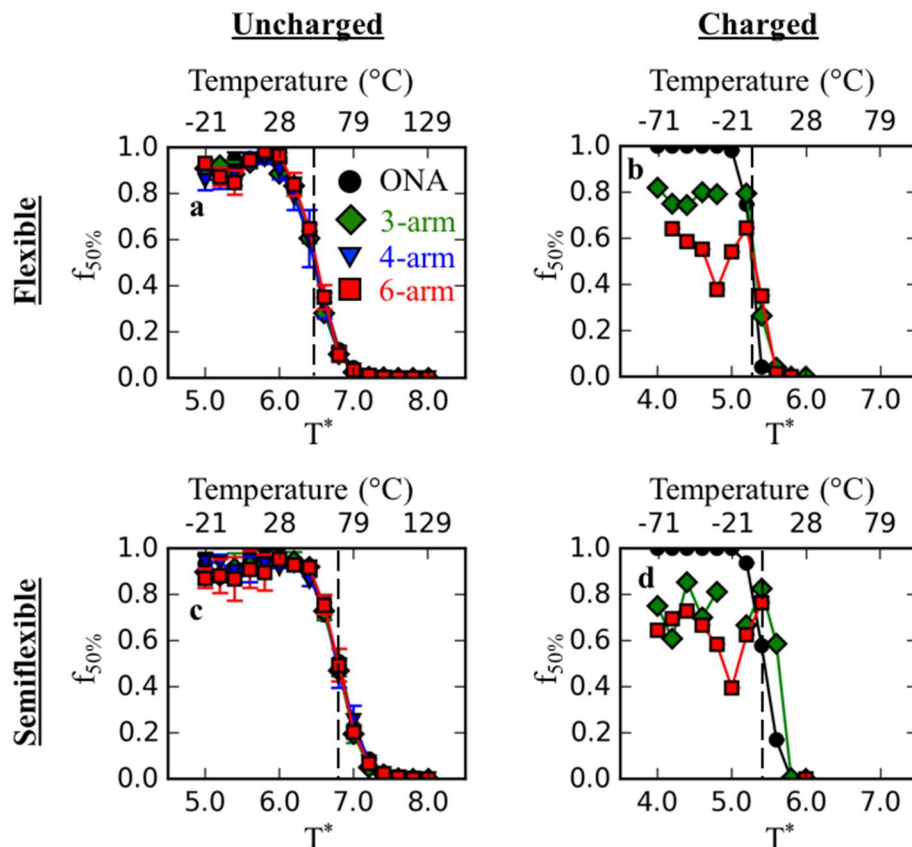 Uncharged Charged
Temperature (°C) Temperature (°C)
-21 28 79 129 -71 -21 28 79
Flexible
f50%
1.0
0.8
0.6
0.4
0.2
0.0
a
ONA
3-arm
4-arm
6-arm
5.0 6.0 7.0 8.0
T*
f50%
1.0
0.8
0.6
0.4
0.2
0.0
b
4.0 5.0 6.0 7.0
T*
Temperature (°C) Temperature (°C)
-21 28 79 129 -71 -21 28 79
Semiflexible
f50%
1.0
0.8
0.6
0.4
0.2
0.0
c
5.0 6.0 7.0 8.0
T*
f50%
1.0
0.8
0.6
0.4
0.2
0.0
d
4.0 5.0 6.0 7.0
T*